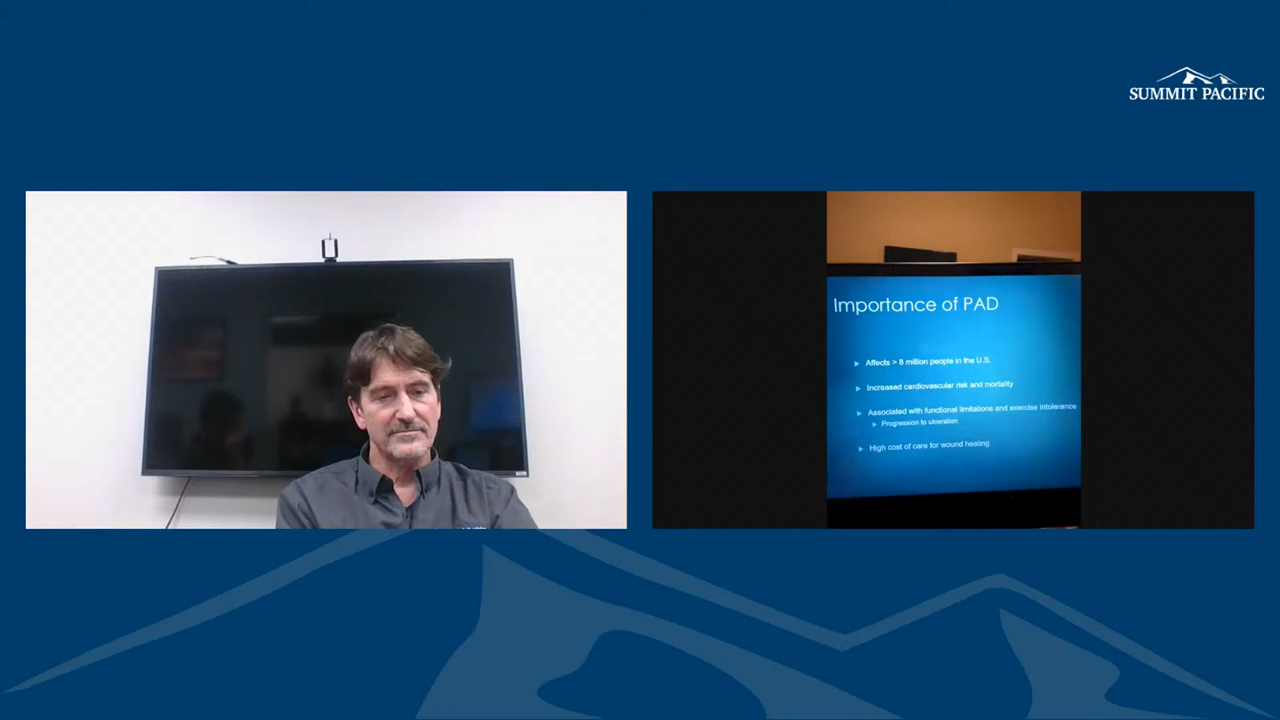 SUMMIT PACIFIC
Importance of PAD
Affects > 8 million people in the U.S.
Increased cardiovascular risk and mortality
Associated with functional limitations and exercise intolerance
Progression to ulceration
High cost of care for wound healing